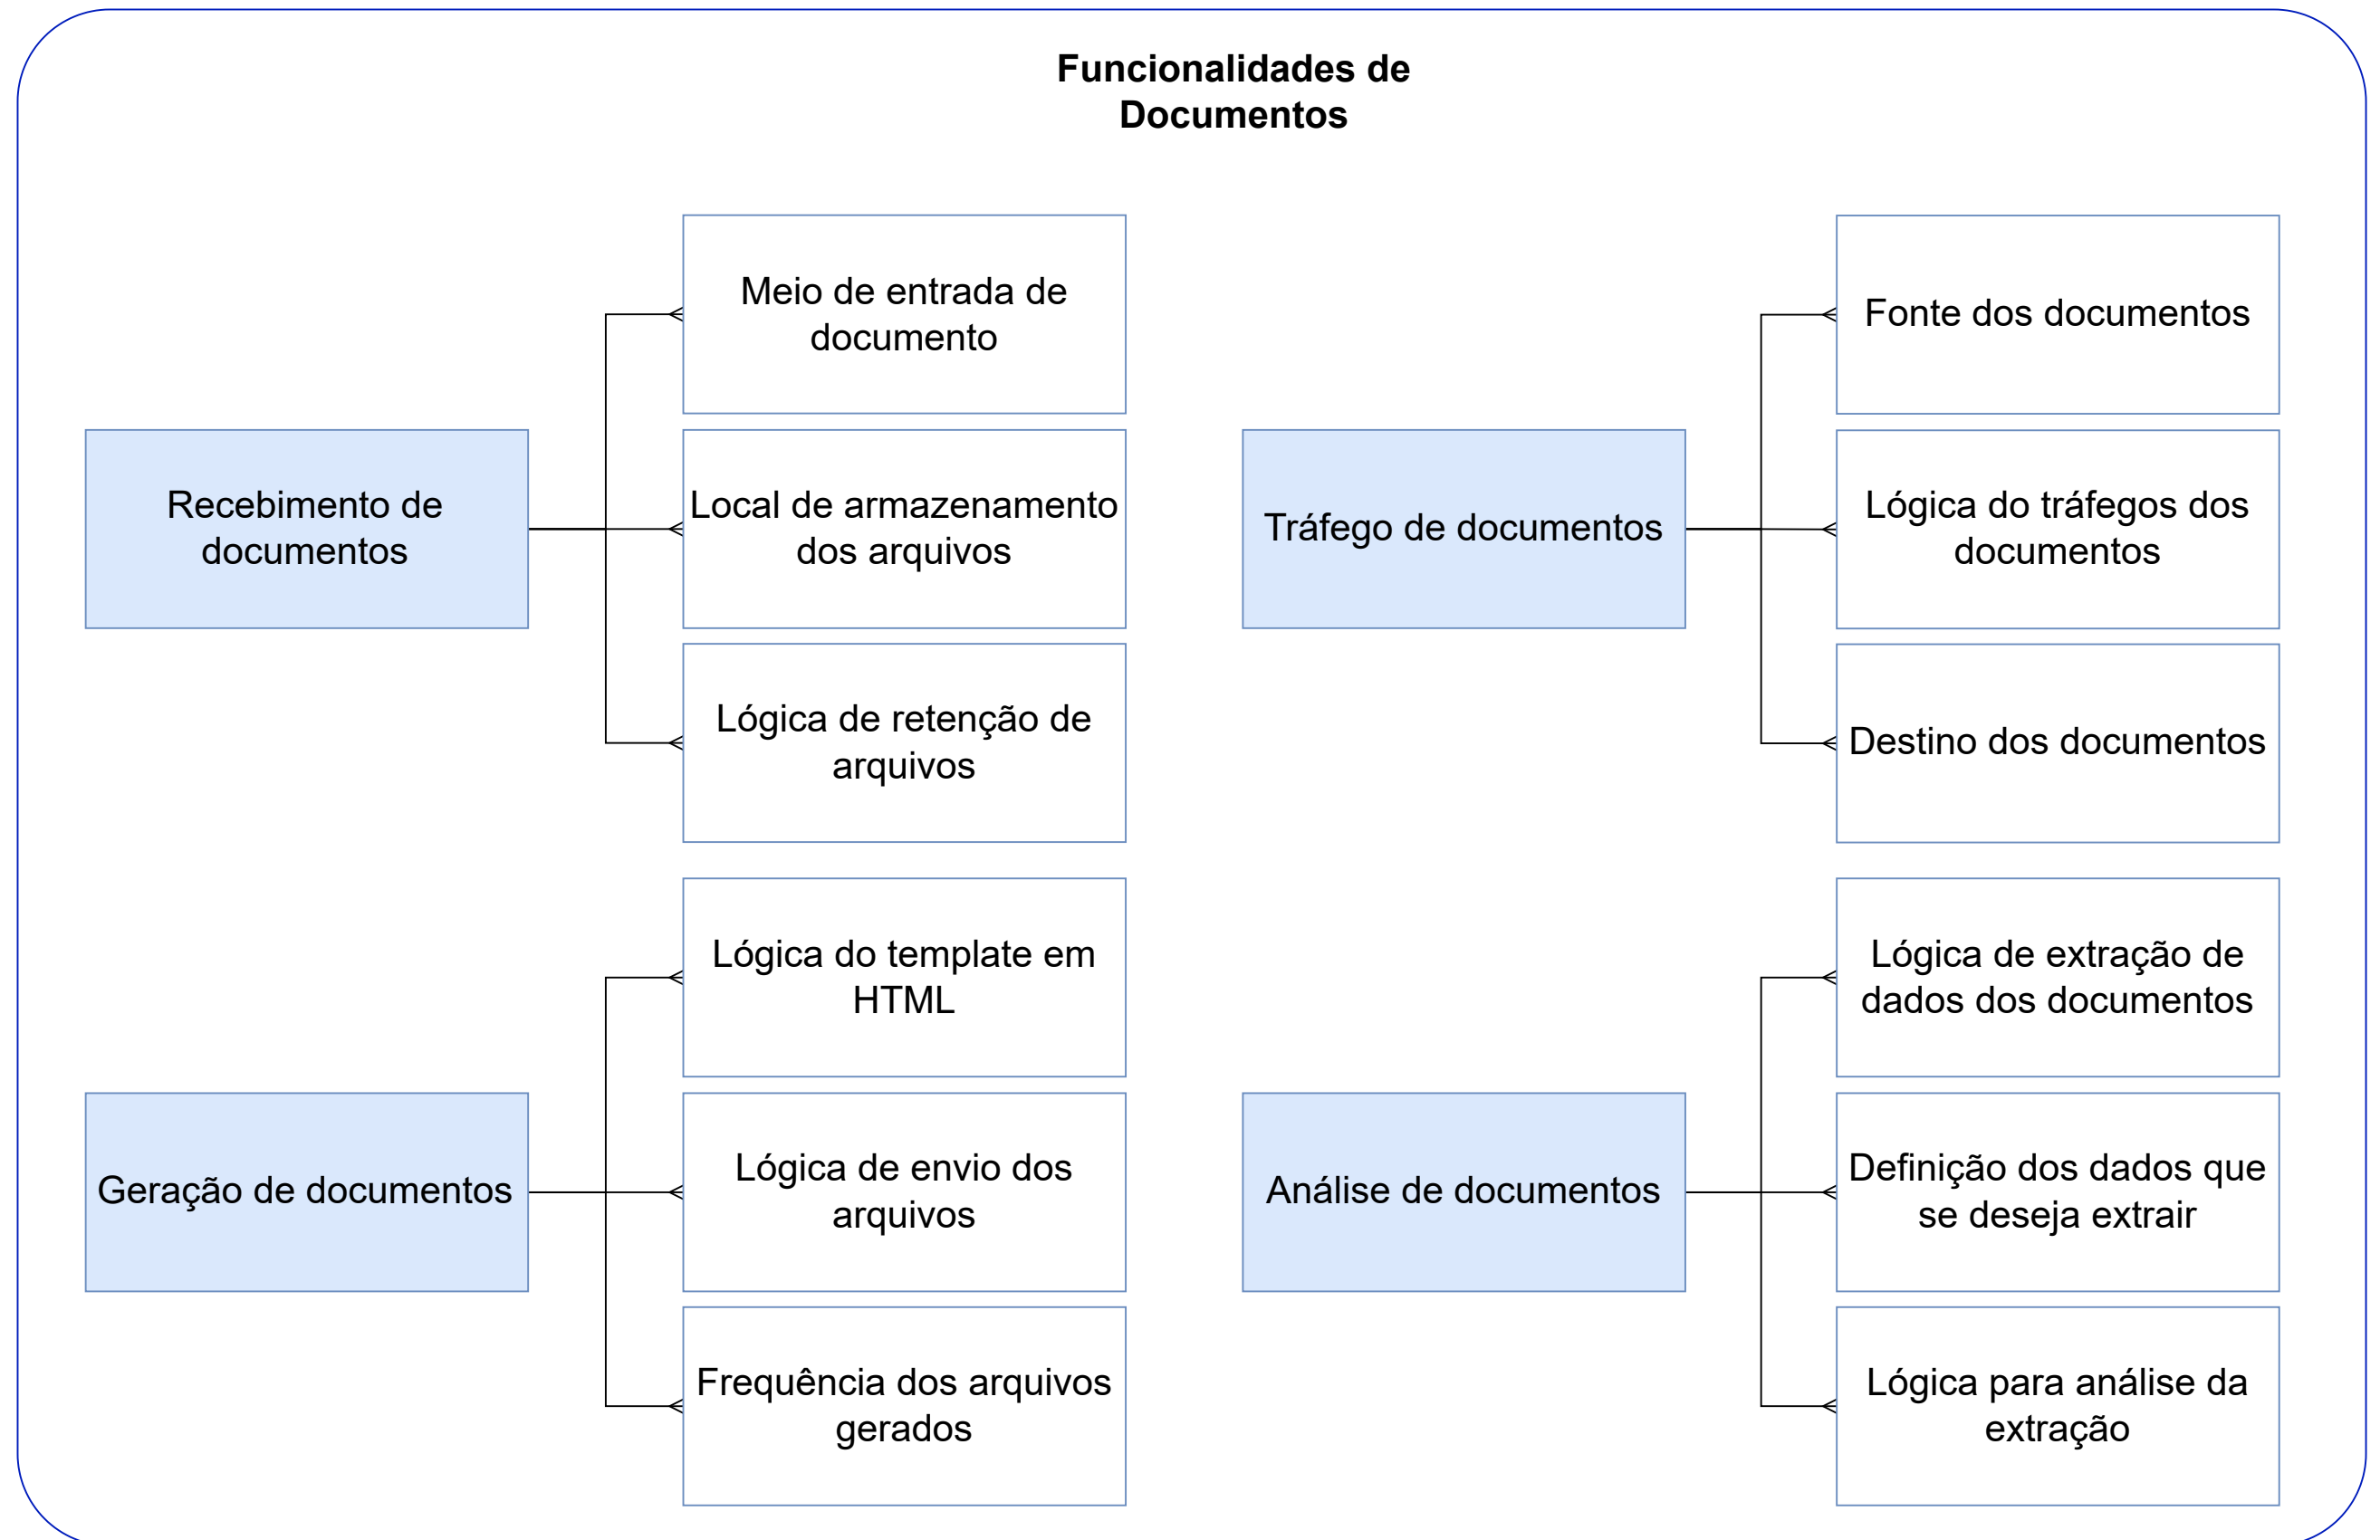 Funcionalidades de
Documentos
Recebimento de
documentos
Meio de entrada de
documento
Local de armazenamento
dos arquivos
Lógica de retenção de
arquivos
Tráfego de documentos
Fonte dos documentos
Lógica do tráfegos dos
documentos
Destino dos documentos
Geração de documentos
Lógica do template em
HTML
Lógica de envio dos
arquivos
Frequência dos arquivos
gerados
Análise de documentos
Lógica de extração de
dados dos documentos
Definição dos dados que
se deseja extrair
Lógica para análise da
extração